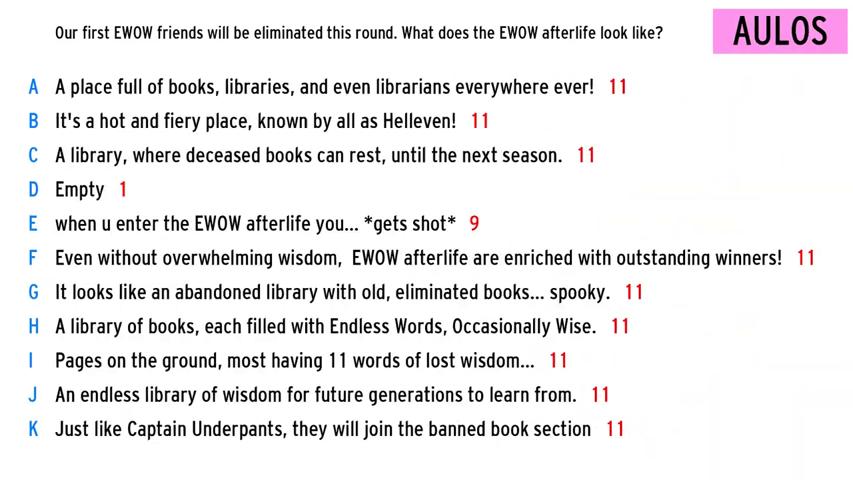 Our first EWOW friends will be eliminated this round. What does the EWOW afterlife look like?
AULOS
A A place full of books, libraries, and even librarians everywhere ever! 11
B It's a hot and fiery place, known by all as Helleven! 11
C A library, where deceased books can rest, until the next season. 11
D Empty 1
E when u enter the EWOW afterlife you... *gets shot* 9
F Even without overwhelming wisdom, EWOW afterlife are enriched with outstanding winners! 11
G It looks like an abandoned library with old, eliminated books... spooky. 11
H A library of books, each filled with Endless Words, Occasionally Wise. 11
I Pages on the ground, most having 11 words of lost wisdom... 11
J An endless library of wisdom for future generations to learn from. 11
K Just like Captain Underpants, they will join the banned book section 11